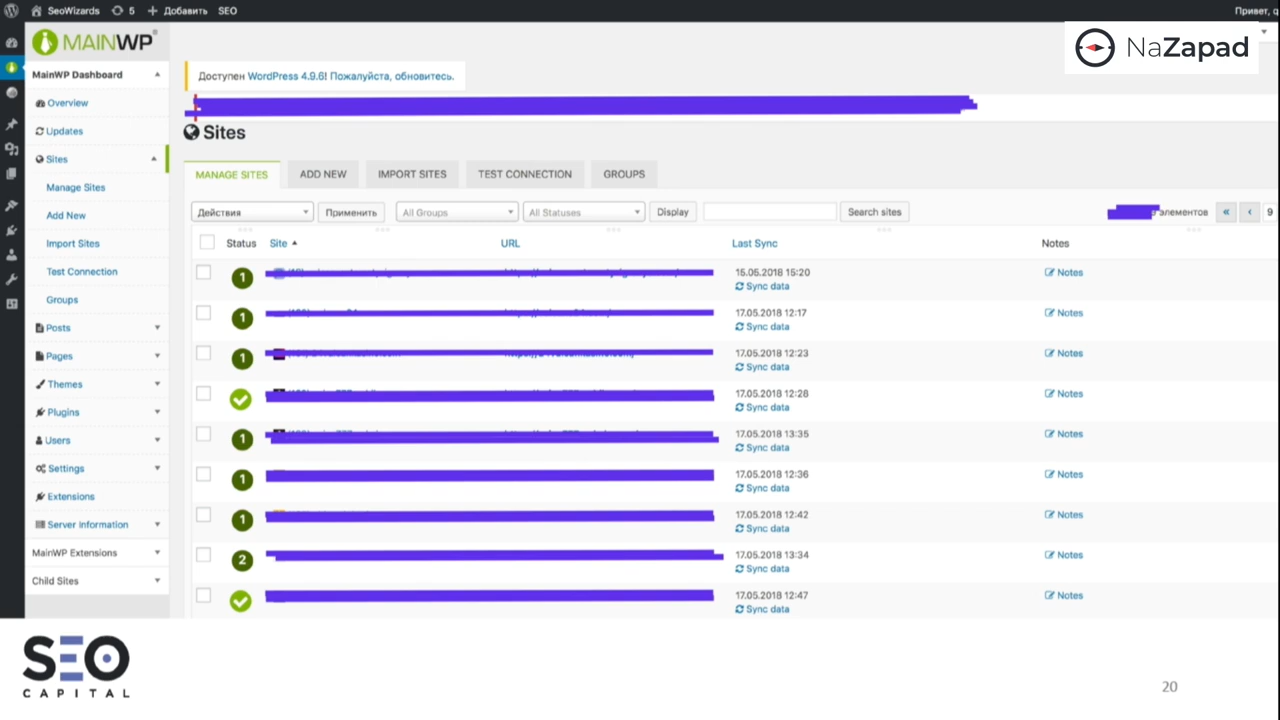 SeoWizards 5 Добавить SEO Привет, q
MAINWP
NaZapad
MainWP Dashboard
Доступен WordPress 4.9.6! Пожалуйста, обновитесь.
Overview
Updates
Sites
Sites
Manage Sites
Add New
Import Sites
Test Connection
Groups
Posts
Pages
Themes
Plugins
Users
Settings
Extensions
Server Information
MainWP Extensions
Child Sites
MANAGE SITES ADD NEW IMPORT SITES TEST CONNECTION GROUPS
Действия Применить All Groups All Statuses Display Search sites элементов « ‹ 9
Status Site URL Last Sync Notes
1 15.05.2018 15:20 Notes
Sync data
1 17.05.2018 12:17 Notes
Sync data
1 17.05.2018 12:23 Notes
Sync data
17.05.2018 12:28 Notes
Sync data
1 17.05.2018 13:35 Notes
Sync data
1 17.05.2018 12:36 Notes
Sync data
1 17.05.2018 12:42 Notes
Sync data
2 17.05.2018 13:34 Notes
Sync data
17.05.2018 12:47 Notes
Sync data
SEO
CAPITAL
20